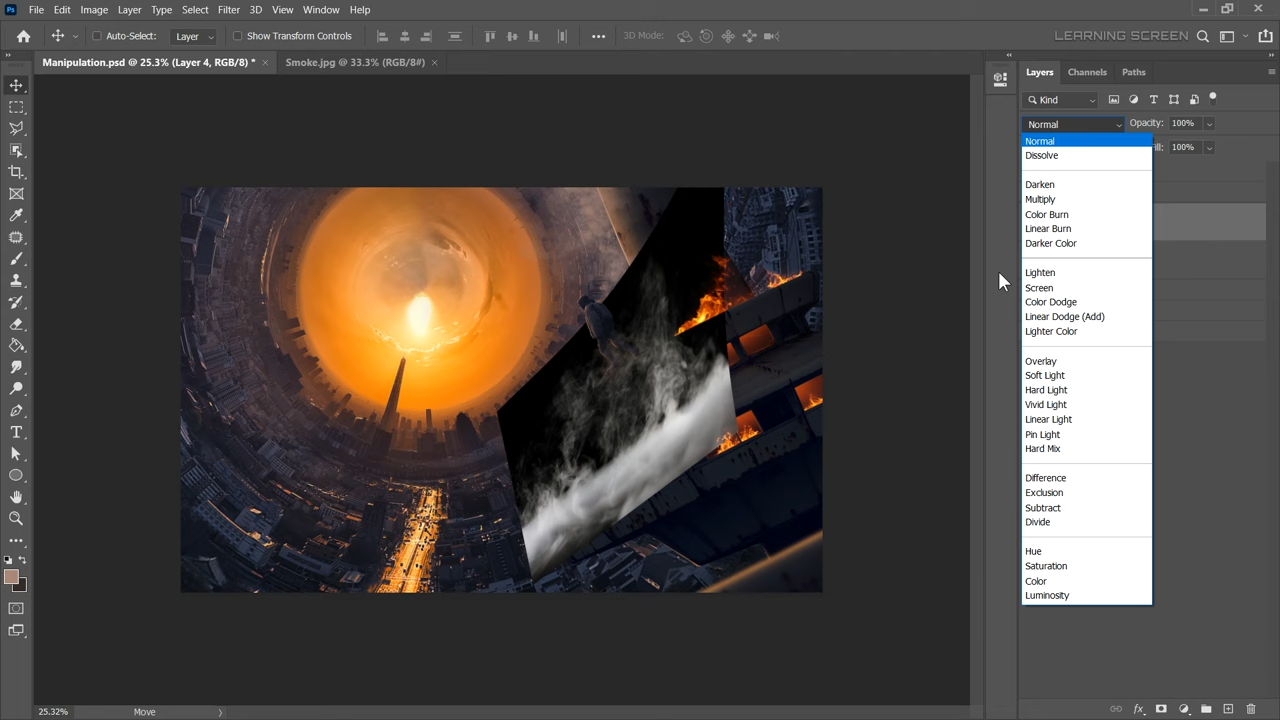 Ps File Edit Image Layer Type Select Filter 3D View Window Help
Auto-Select: Layer Show Transform Controls 3D Mode: LEARNING SCREEN
Manipulation.psd @ 25.3% (Layer 4, RGB/8) * × Smoke.jpg @ 33.3% (RGB/8#) ×
Layers Channels Paths
Kind
Normal Opacity: 100%
Fill: 100%
Normal
Dissolve
Darken
Multiply
Color Burn
Linear Burn
Darker Color
Lighten
Screen
Color Dodge
Linear Dodge (Add)
Lighter Color
Overlay
Soft Light
Hard Light
Vivid Light
Linear Light
Pin Light
Hard Mix
Difference
Exclusion
Subtract
Divide
Hue
Saturation
Color
Luminosity
25.32% Move